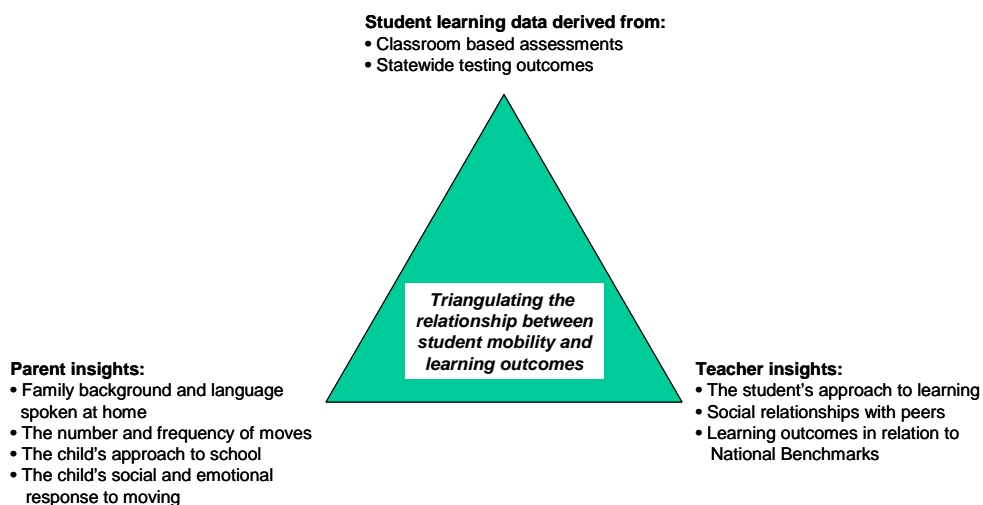 Student learning data derived from:
• Classroom based assessments
• Statewide testing outcomes
Triangulating the
relationship between
student mobility and
learning outcomes
Parent insights:
• Family background and language
spoken at home
• The number and frequency of moves
• The child's approach to school
• The child's social and emotional
response to moving
Teacher insights:
• The student's approach to learning
• Social relationships with peers
• Learning outcomes in relation to
National Benchmarks